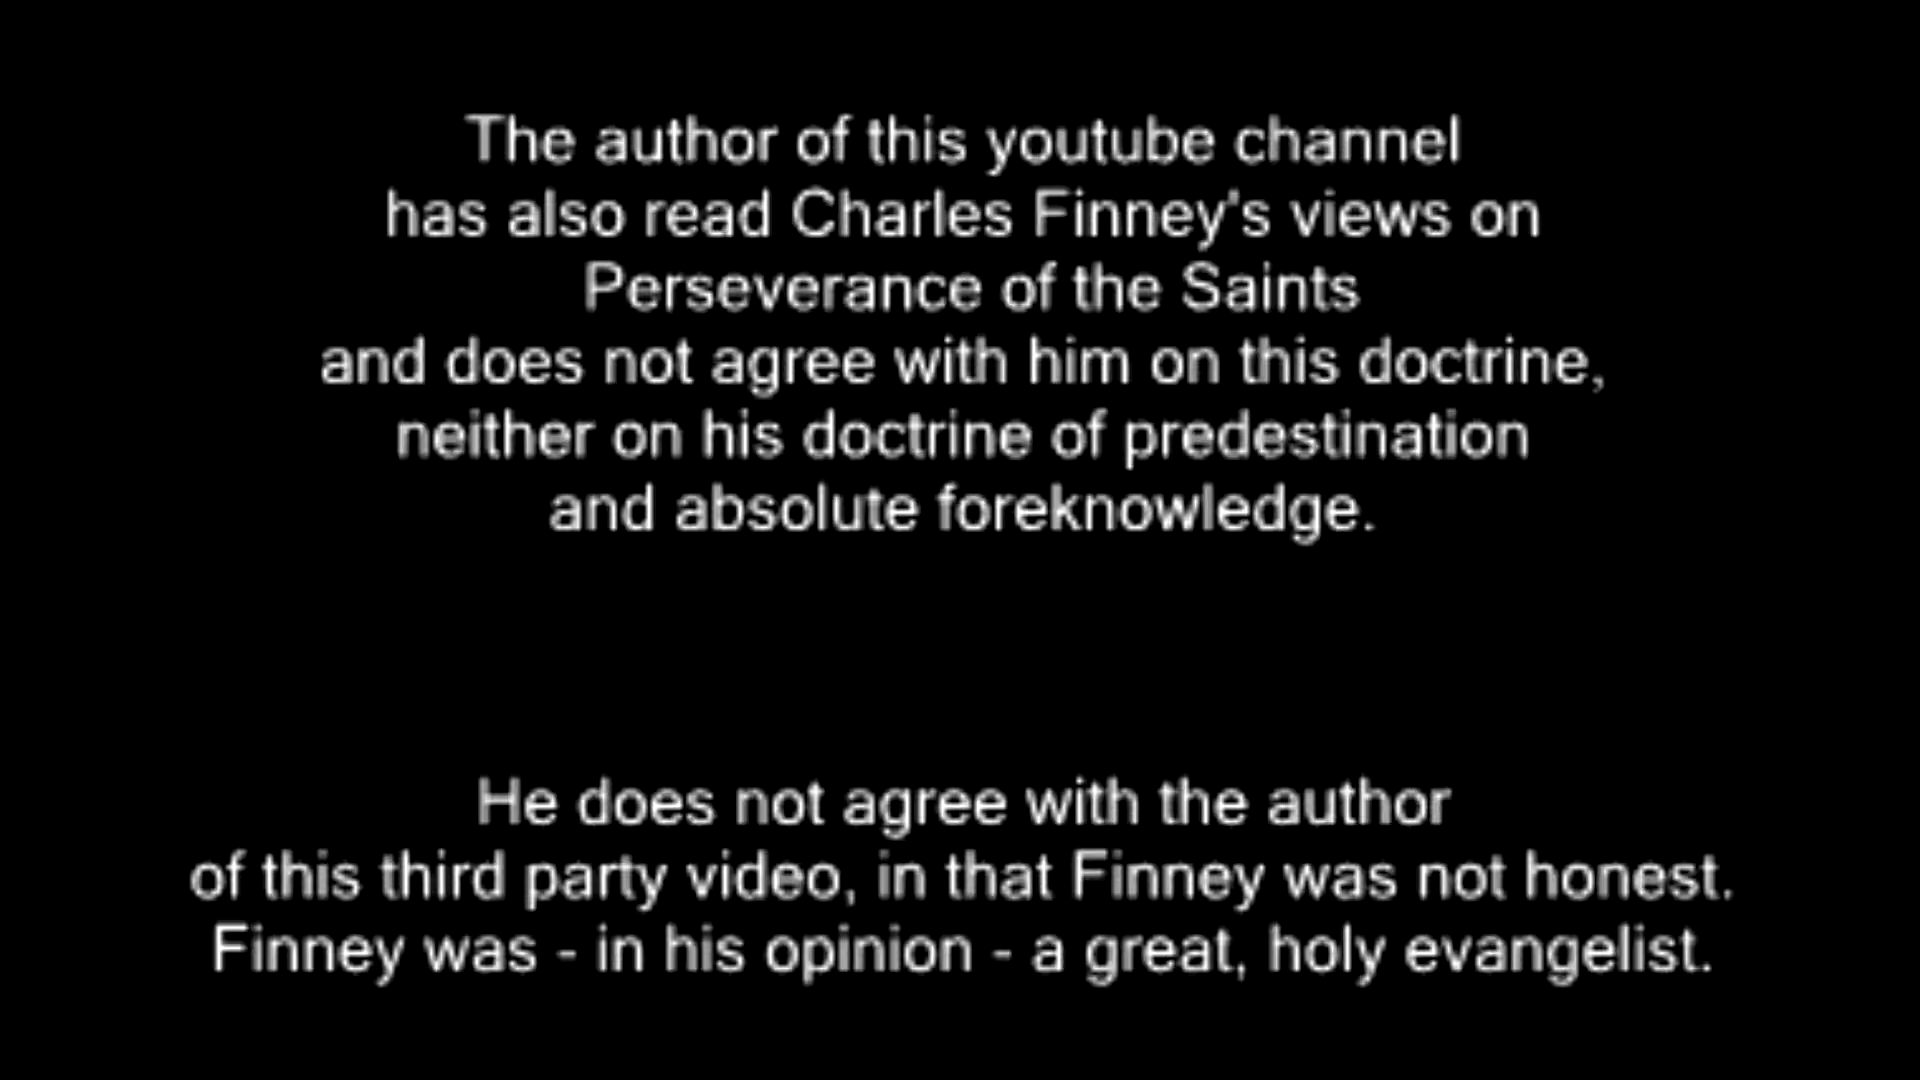 The author of this youtube channel
has also read Charles Finney's views on
Perseverance of the Saints
and does not agree with him on this doctrine,
neither on his doctrine of predestination
and absolute foreknowledge.
He does not agree with the author
of this third party video, in that Finney was not honest.
Finney was - in his opinion - a great, holy evangelist.